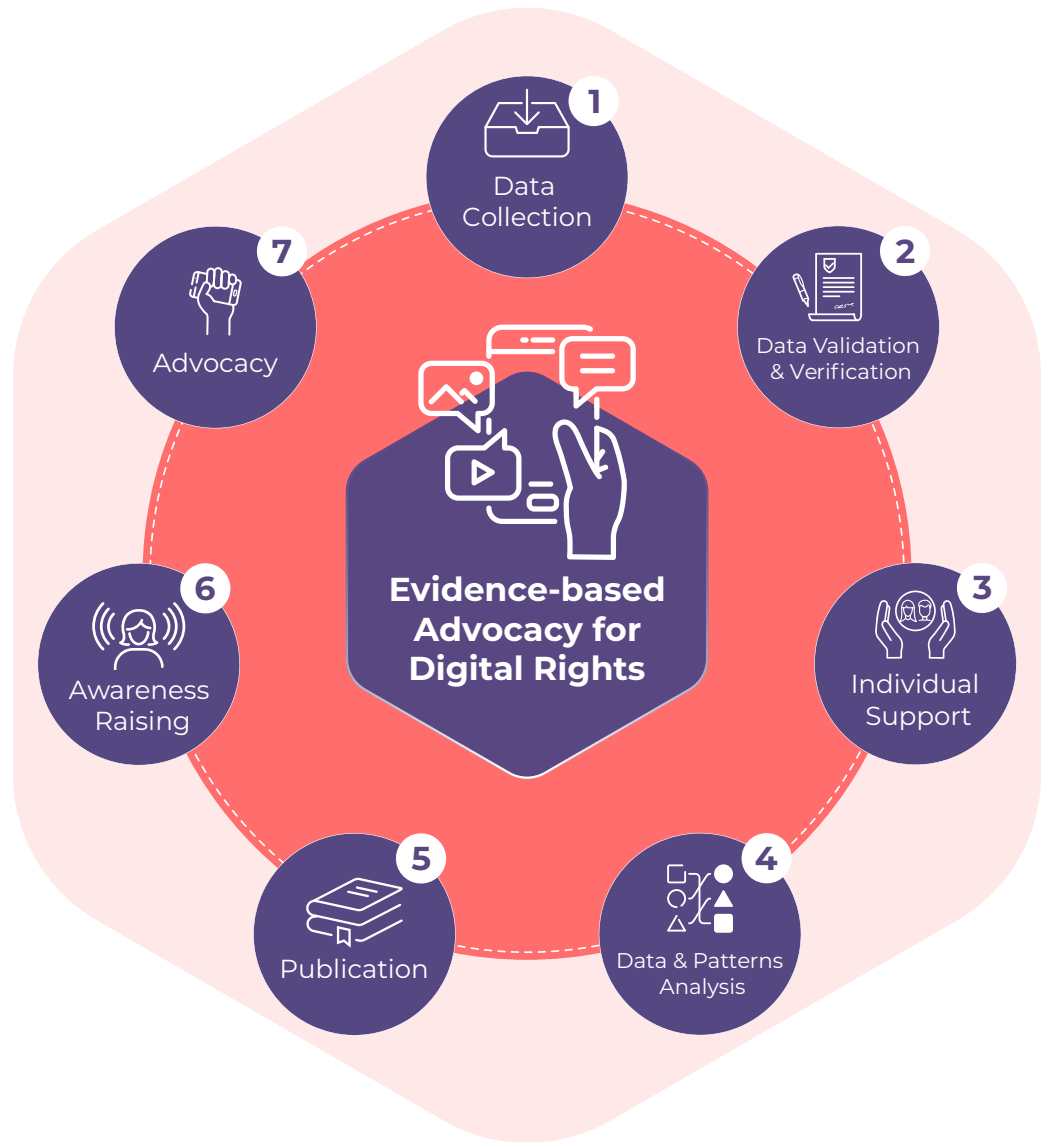 1
Data
Collection
2
Data Validation
& Verification
3
Individual
Support
4
Data & Patterns
Analysis
5
Publication
6
Awareness
Raising
7
Advocacy
Evidence-based
Advocacy for
Digital Rights